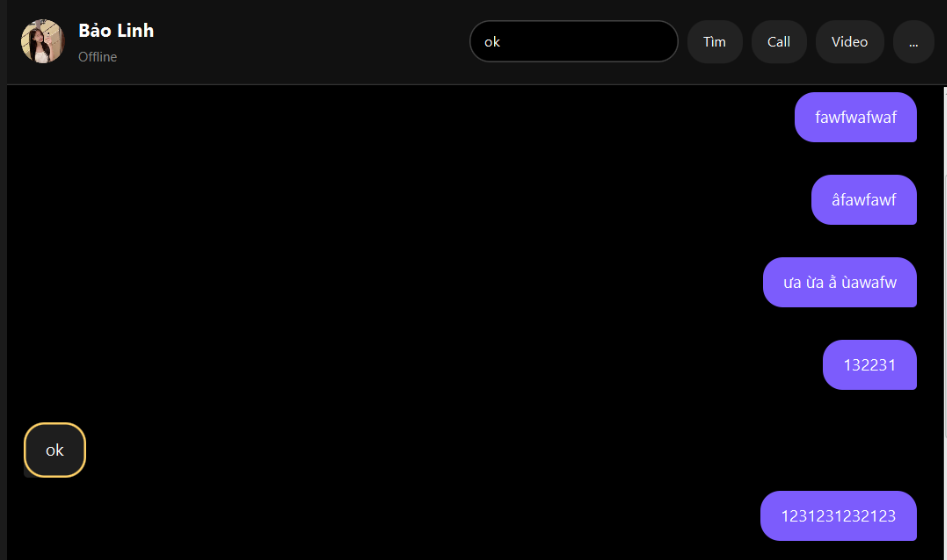 Bảo Linh
Offline
ok
Tìm
Call
Video
...
fawfwafwaf
âfawfawf
ưa ừa ằ ùawafw
132231
ok
1231231232123